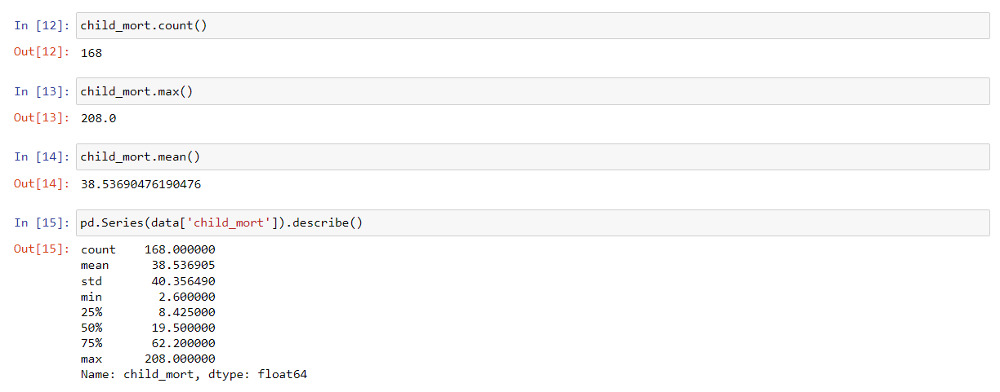 In [12]: child_mort.count()
Out[12]: 168
In [13]: child_mort.max()
Out[13]: 208.0
In [14]: child_mort.mean()
Out[14]: 38.53690476190476
In [15]: pd.Series(data['child_mort']).describe()
Out[15]: count    168.000000
mean      38.536905
std       40.356490
min        2.600000
25%        8.425000
50%       19.500000
75%       62.200000
max      208.000000
Name: child_mort, dtype: float64